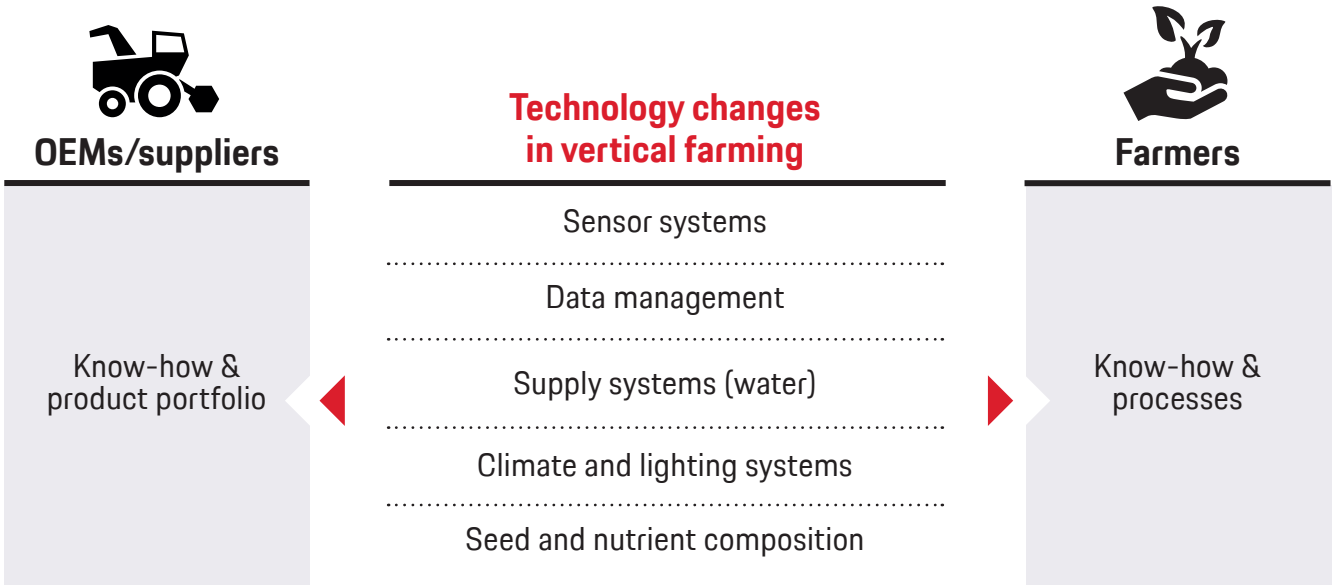 OEMs/suppliers
Know-how &
product portfolio
Technology changes
in vertical farming
Sensor systems
Data management
Supply systems (water)
Climate and lighting systems
Seed and nutrient composition
Farmers
Know-how &
processes